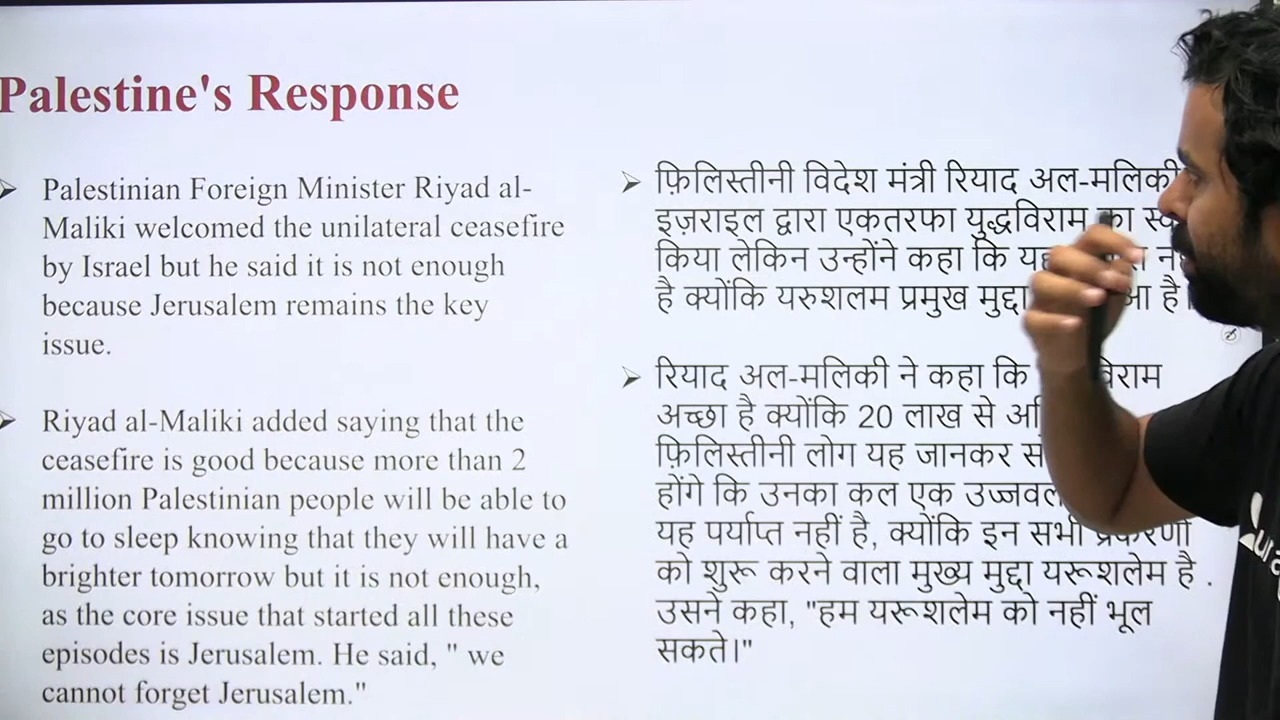 Palestine's Response
Palestinian Foreign Minister Riyad al-
Maliki welcomed the unilateral ceasefire
by Israel but he said it is not enough
because Jerusalem remains the key
issue.
Riyad al-Maliki added saying that the
ceasefire is good because more than 2
million Palestinian people will be able to
go to sleep knowing that they will have a
brighter tomorrow but it is not enough,
as the core issue that started all these
episodes is Jerusalem. He said, " we
cannot forget Jerusalem."
फ़िलिस्तीनी विदेश मंत्री रियाद अल-मलिकी
इज़राइल द्वारा एकतरफा युद्धविराम का
किया लेकिन उन्होंने कहा कि
है क्योंकि यरुशलम प्रमुख मुद्दा है।
रियाद अल-मलिकी ने कहा कि
अच्छा है क्योंकि 20 लाख से
फ़िलिस्तीनी लोग यह जानकर
होंगे कि उनका कल एक
यह पर्याप्त नहीं है, क्योंकि इन सभी प्रकरणों
को शुरू करने वाला मुख्य मुद्दा यरूशलेम है .
उसने कहा, "हम यरूशलेम को नहीं भूल
सकते।"